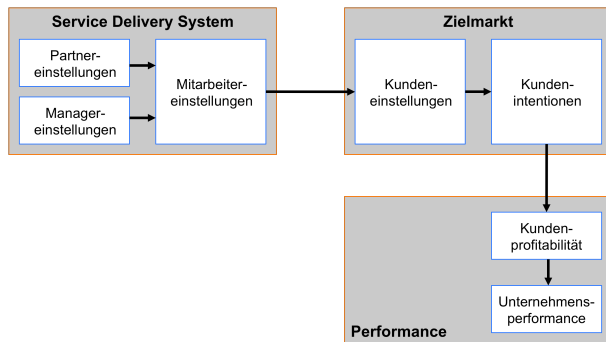 Service Delivery System
Partner-
einstellungen
Manager-
einstellungen
Mitarbeiter-
einstellungen
Zielmarkt
Kunden-
einstellungen
Kunden-
intentionen
Kunden-
profitabilität
Unternehmens-
performance
Performance